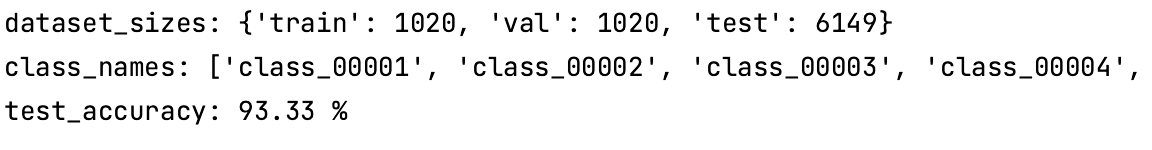 dataset_sizes: {'train': 1020, 'val': 1020, 'test': 6149}
class_names: ['class_00001', 'class_00002', 'class_00003', 'class_00004',
test_accuracy: 93.33 %